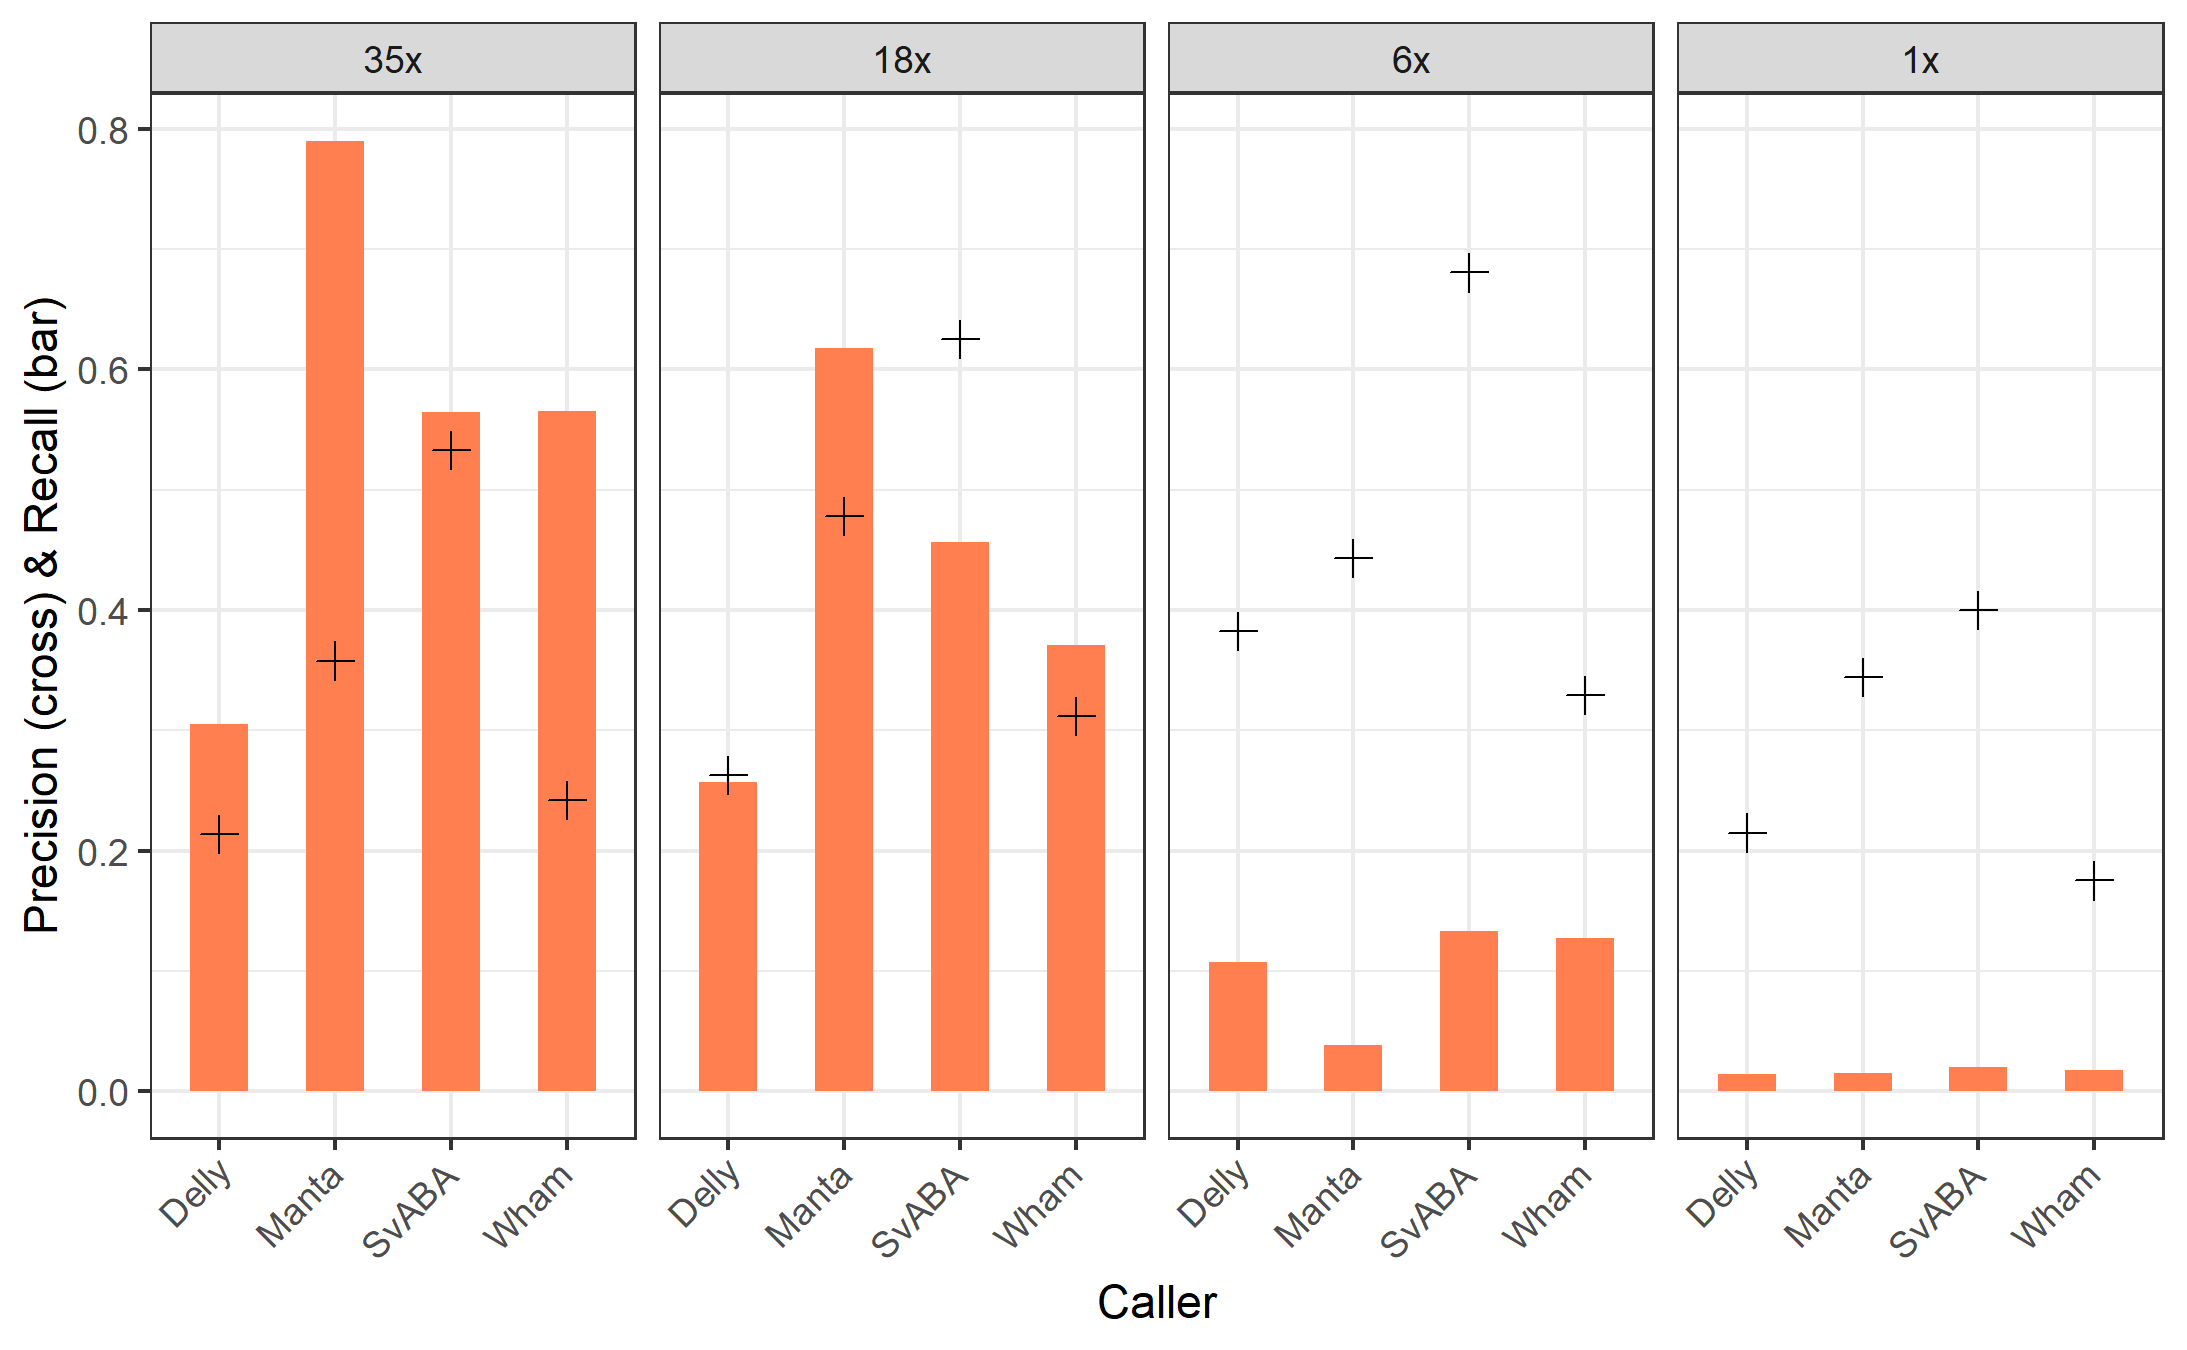 35x 18x 6x 1x
Precision (cross) & Recall (bar)
0.8
0.6
0.4
0.2
0.0
Delly Manta SvABA Wham Delly Manta SvABA Wham Delly Manta SvABA Wham Delly Manta SvABA Wham
Caller